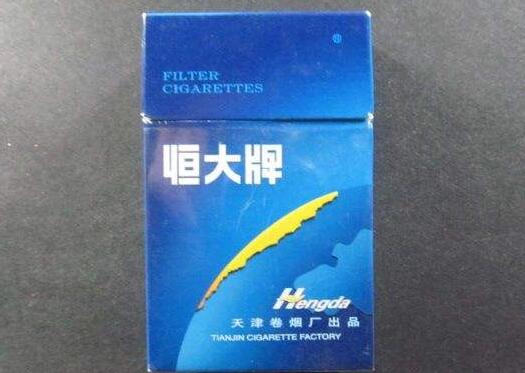 ®
FILTER
CIGARETTES
恒大牌
Hengda
天津卷烟厂出品
TIANJIN CIGARETTE FACTORY